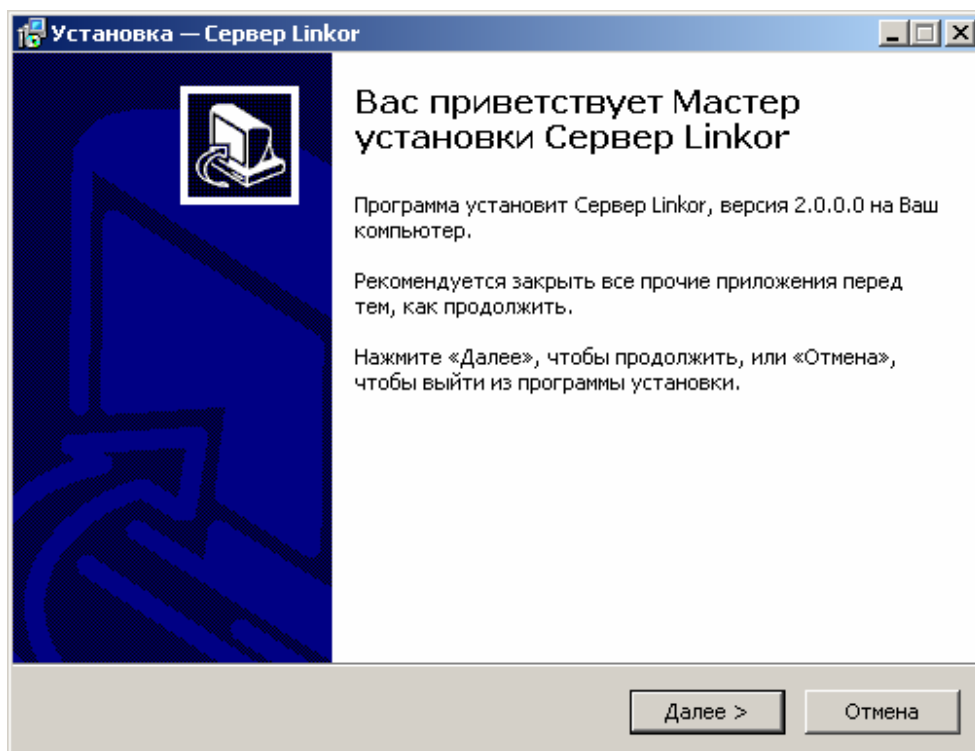 Установка — Сервер Linkor
Вас приветствует Мастер
установки Сервер Linkor
Программа установит Сервер Linkor, версия 2.0.0.0 на Ваш
компьютер.
Рекомендуется закрыть все прочие приложения перед
тем, как продолжить.
Нажмите «Далее», чтобы продолжить, или «Отмена»,
чтобы выйти из программы установки.
Далее >
Отмена